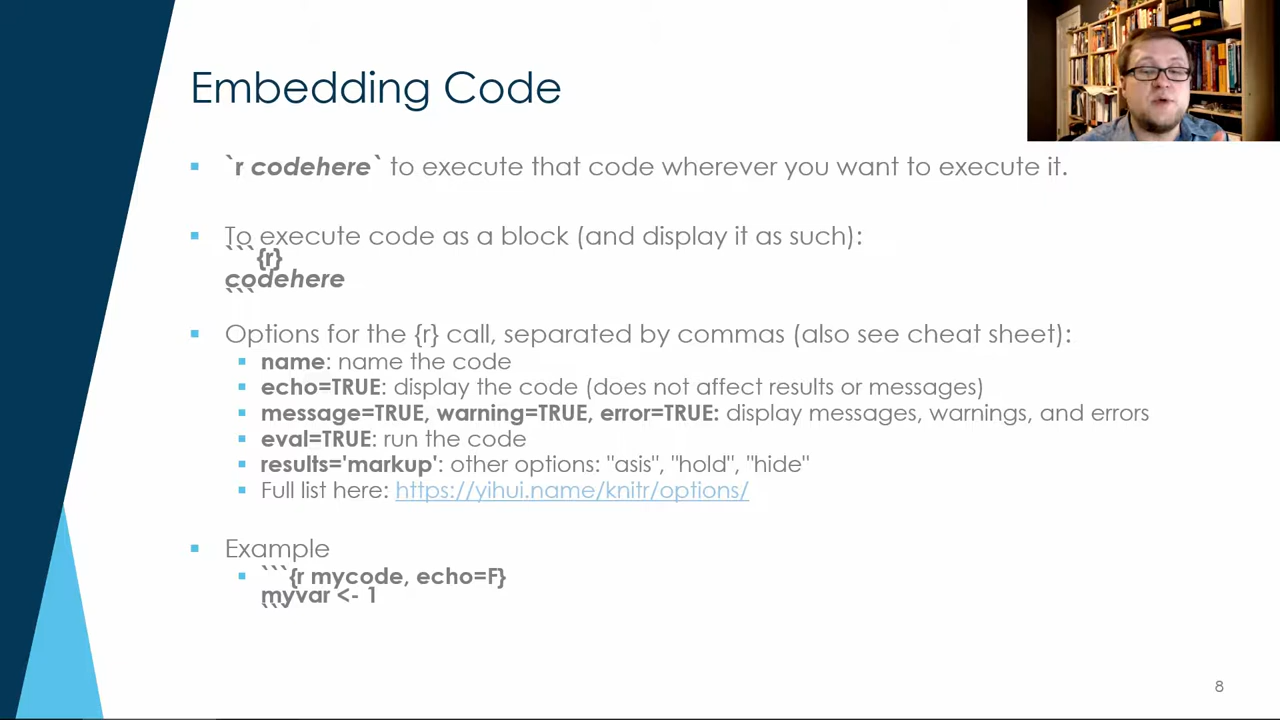 Embedding Code
`r codehere` to execute that code wherever you want to execute it.
To execute code as a block (and display it as such):
```{r}
codehere
```
Options for the {r} call, separated by commas (also see cheat sheet):
name: name the code
echo=TRUE: display the code (does not affect results or messages)
message=TRUE, warning=TRUE, error=TRUE: display messages, warnings, and errors
eval=TRUE: run the code
results='markup': other options: "asis", "hold", "hide"
Full list here: https://yihui.name/knitr/options/
Example
```{r mycode, echo=F}
myvar <- 1
```
8